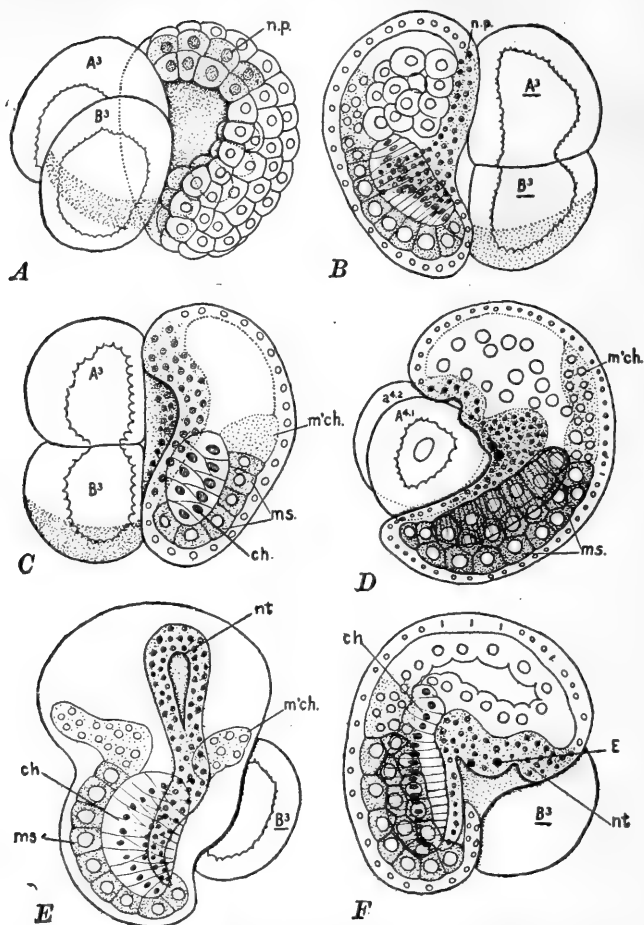 n.p.
A³
B³
A
n.p.
A³
B³
B
A³
B³
m'ch.
ms.
ch.
C
m'ch.
a4.2
A4.1
ms.
D
nt
m'ch.
ch
ms
B³
E
ch
E
nt
B³
F